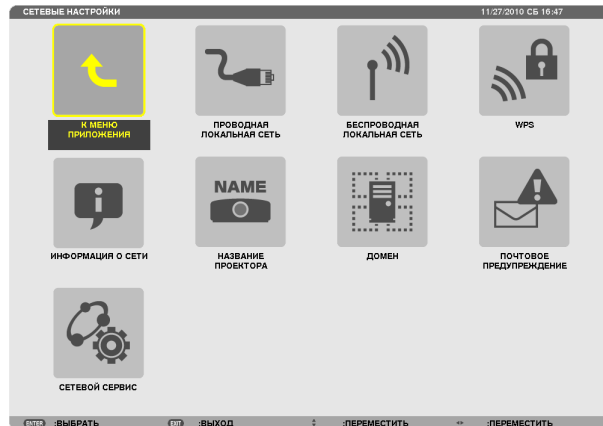 СЕТЕВЫЕ НАСТРОЙКИ 11/27/2010 СБ 16:47
К МЕНЮ
ПРИЛОЖЕНИЯ
ПРОВОДНАЯ
ЛОКАЛЬНАЯ СЕТЬ
БЕСПРОВОДНАЯ
ЛОКАЛЬНАЯ СЕТЬ
WPS
NAME
ИНФОРМАЦИЯ О СЕТИ
НАЗВАНИЕ
ПРОЕКТОРА
ДОМЕН
ПОЧТОВОЕ
ПРЕДУПРЕЖДЕНИЕ
СЕТЕВОЙ СЕРВИС
ENTER :ВЫБРАТЬ EXIT :ВЫХОД :ПЕРЕМЕСТИТЬ :ПЕРЕМЕСТИТЬ